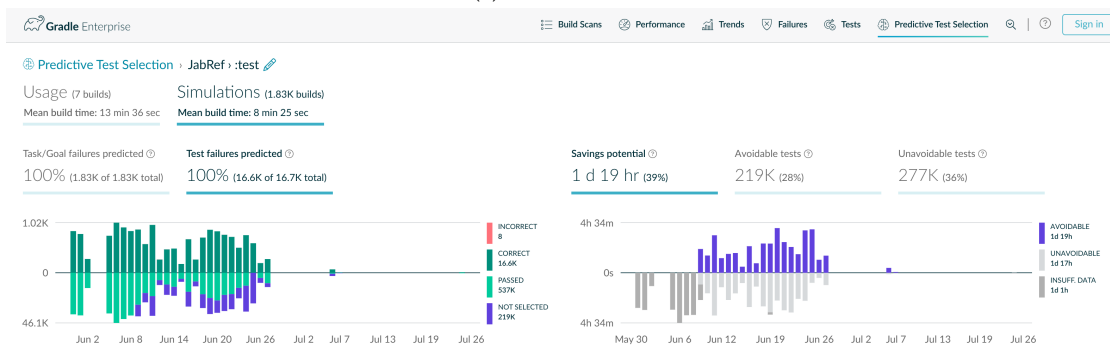 Gradle Enterprise
Build Scans Performance Trends Failures Tests Predictive Test Selection Sign in
Predictive Test Selection › JabRef › :test
Usage (7 builds) Simulations (1.83K builds)
Mean build time: 13 min 36 sec Mean build time: 8 min 25 sec
Task/Goal failures predicted Test failures predicted Savings potential Avoidable tests Unavoidable tests
100% (1.83K of 1.83K total) 100% (16.6K of 16.7K total) 1 d 19 hr (39%) 219K (28%) 277K (36%)
1.02K
0
46.1K
INCORRECT
8
CORRECT
16.6K
PASSED
537K
NOT SELECTED
219K
Jun 2 Jun 8 Jun 14 Jun 20 Jun 26 Jul 2 Jul 7 Jul 13 Jul 19 Jul 26
4h 34m
0s
4h 34m
AVOIDABLE
1d 19h
UNAVOIDABLE
1d 17h
INSUFF. DATA
1d 1h
May 30 Jun 6 Jun 12 Jun 19 Jun 26 Jul 2 Jul 7 Jul 13 Jul 19 Jul 26